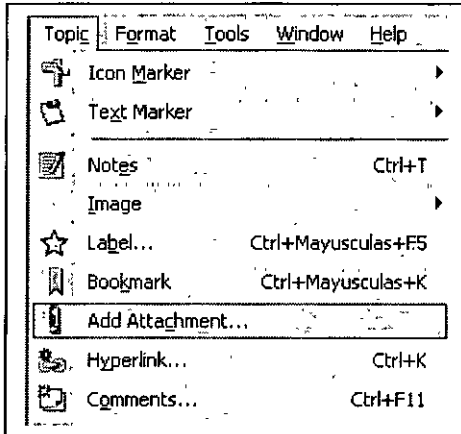 Topic Format Tools Window Help
Icon Marker
Text Marker
Notes Ctrl+T
Image
Label... Ctrl+Mayusculas+F5
Bookmark Ctrl+Mayusculas+K
Add Attachment...
Hyperlink... Ctrl+K
Comments... Ctrl+F11